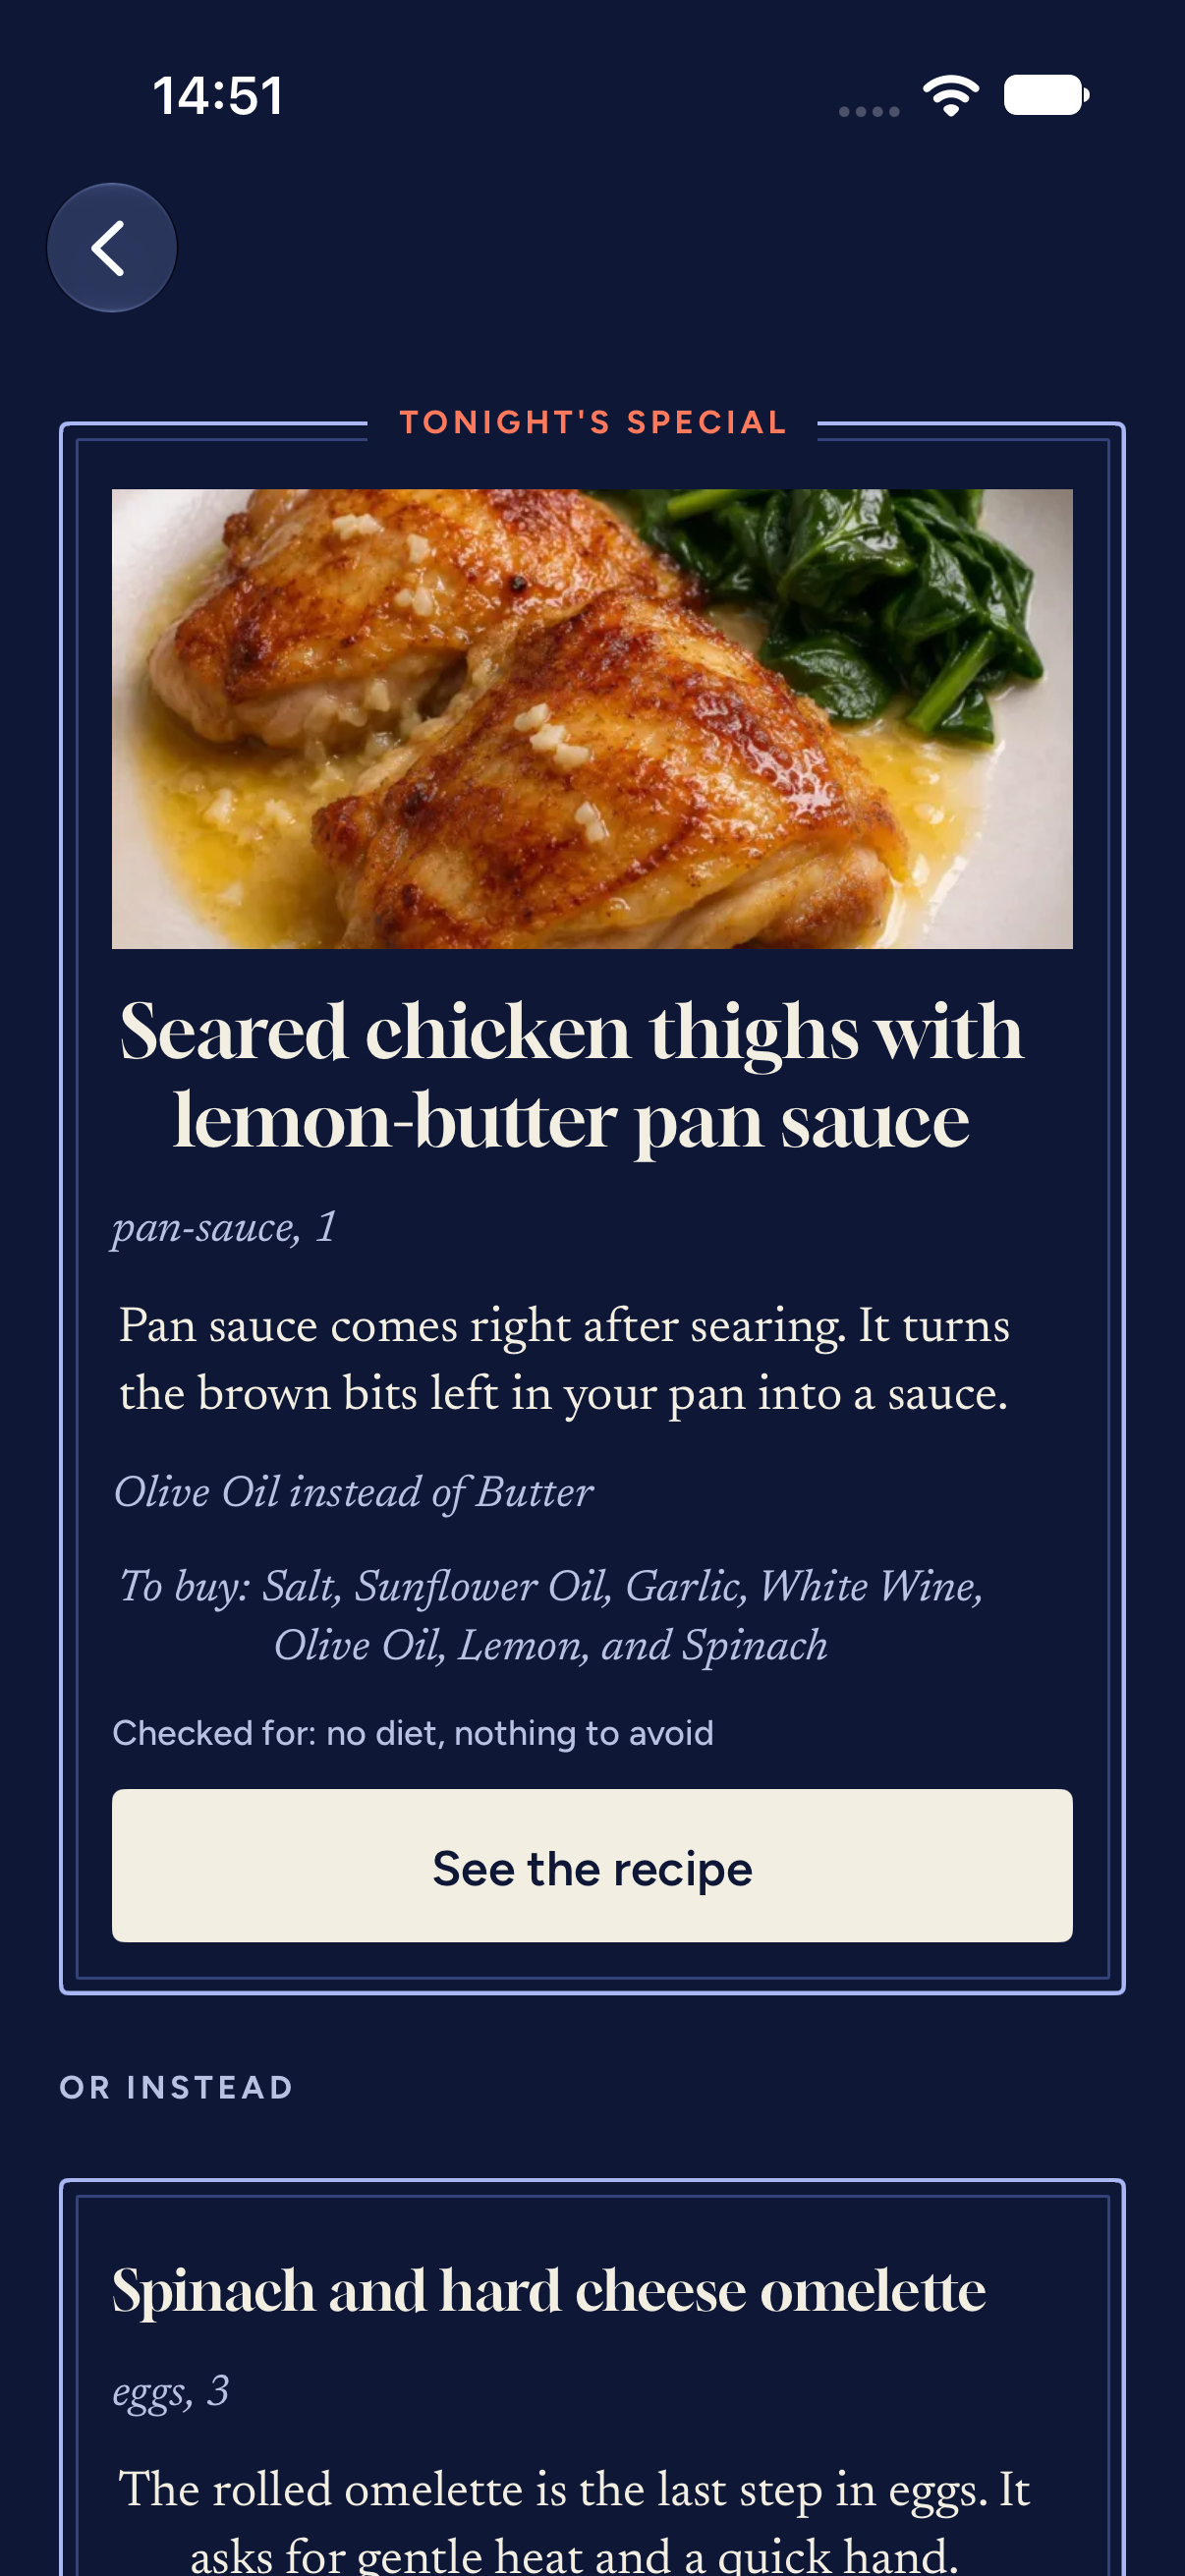 14:51
TONIGHT'S SPECIAL
Seared chicken thighs with
lemon-butter pan sauce
pan-sauce, 1
Pan sauce comes right after searing. It turns
the brown bits left in your pan into a sauce.
Olive Oil instead of Butter
To buy: Salt, Sunflower Oil, Garlic, White Wine,
Olive Oil, Lemon, and Spinach
Checked for: no diet, nothing to avoid
See the recipe
OR INSTEAD
Spinach and hard cheese omelette
eggs, 3
The rolled omelette is the last step in eggs. It
asks for gentle heat and a quick hand.